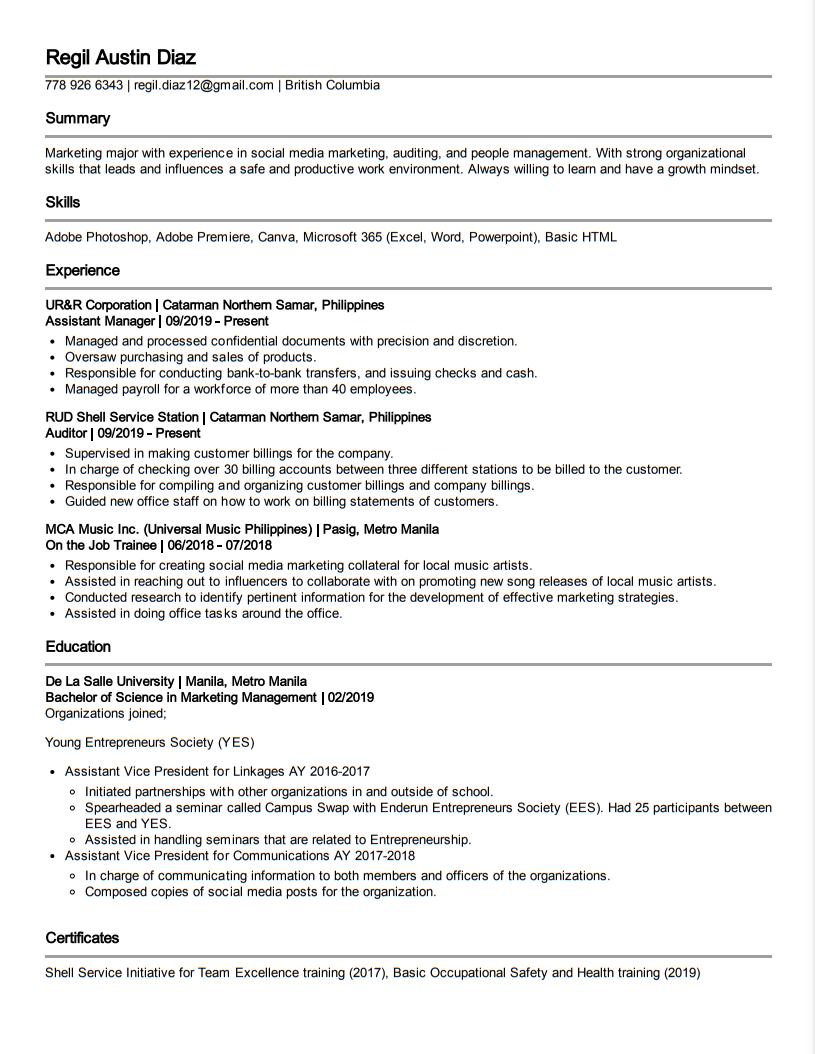 Regil Austin Diaz
778 926 6343 | regil.diaz12@gmail.com | British Columbia
Summary
Marketing major with experience in social media marketing, auditing, and people management. With strong organizational
skills that leads and influences a safe and productive work environment. Always willing to learn and have a growth mindset.
Skills
Adobe Photoshop, Adobe Premiere, Canva, Microsoft 365 (Excel, Word, Powerpoint), Basic HTML
Experience
UR&R Corporation | Catarman Northern Samar, Philippines
Assistant Manager | 09/2019 - Present
• Managed and processed confidential documents with precision and discretion.
• Oversaw purchasing and sales of products.
• Responsible for conducting bank-to-bank transfers, and issuing checks and cash.
• Managed payroll for a workforce of more than 40 employees.
RUD Shell Service Station | Catarman Northern Samar, Philippines
Auditor | 09/2019 - Present
• Supervised in making customer billings for the company.
• In charge of checking over 30 billing accounts between three different stations to be billed to the customer.
• Responsible for compiling and organizing customer billings and company billings.
• Guided new office staff on how to work on billing statements of customers.
MCA Music Inc. (Universal Music Philippines) | Pasig, Metro Manila
On the Job Trainee | 06/2018 - 07/2018
• Responsible for creating social media marketing collateral for local music artists.
• Assisted in reaching out to influencers to collaborate with on promoting new song releases of local music artists.
• Conducted research to identify pertinent information for the development of effective marketing strategies.
• Assisted in doing office tasks around the office.
Education
De La Salle University | Manila, Metro Manila
Bachelor of Science in Marketing Management | 02/2019
Organizations joined;
Young Entrepreneurs Society (YES)
• Assistant Vice President for Linkages AY 2016-2017
◦ Initiated partnerships with other organizations in and outside of school.
◦ Spearheaded a seminar called Campus Swap with Enderun Entrepreneurs Society (EES). Had 25 participants between
EES and YES.
◦ Assisted in handling seminars that are related to Entrepreneurship.
• Assistant Vice President for Communications AY 2017-2018
◦ In charge of communicating information to both members and officers of the organizations.
◦ Composed copies of social media posts for the organization.
Certificates
Shell Service Initiative for Team Excellence training (2017), Basic Occupational Safety and Health training (2019)